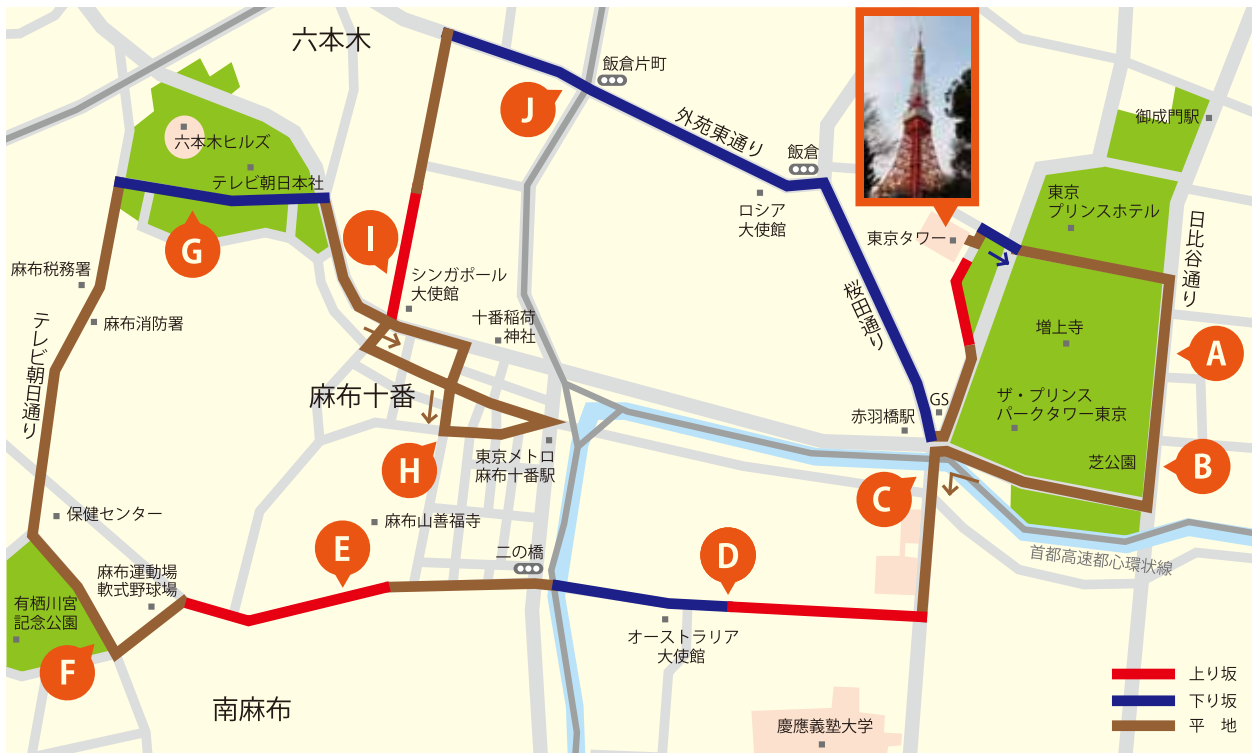 六本木
飯倉片町
J
外苑東通り
飯倉
御成門駅
六本木ヒルズ
テレビ朝日本社
ロシア
大使館
東京
プリンスホテル
東京タワー
日比谷通り
G
I
麻布税務署
シンガポール
大使館
桜田通り
麻布消防署
十番稲荷
神社
増上寺
A
テレビ朝日通り
麻布十番
GS
赤羽橋駅
ザ・プリンス
パークタワー東京
H
東京メトロ
麻布十番駅
芝公園
B
C
保健センター
麻布山善福寺
E
二の橋
D
首都高速都心環状線
麻布運動場
軟式野球場
有栖川宮
記念公園
オーストラリア
大使館
F
南麻布
慶應義塾大学
上り坂
下り坂
平　地